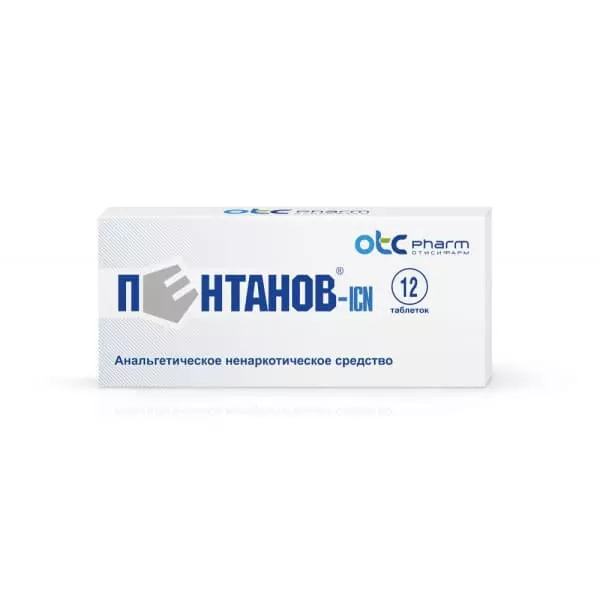 otc pharm
otc pharm
ОТИСИФАРМ
ПЕНТАНОВ®-ICN
12
таблеток
Анальгетическое ненаркотическое средство